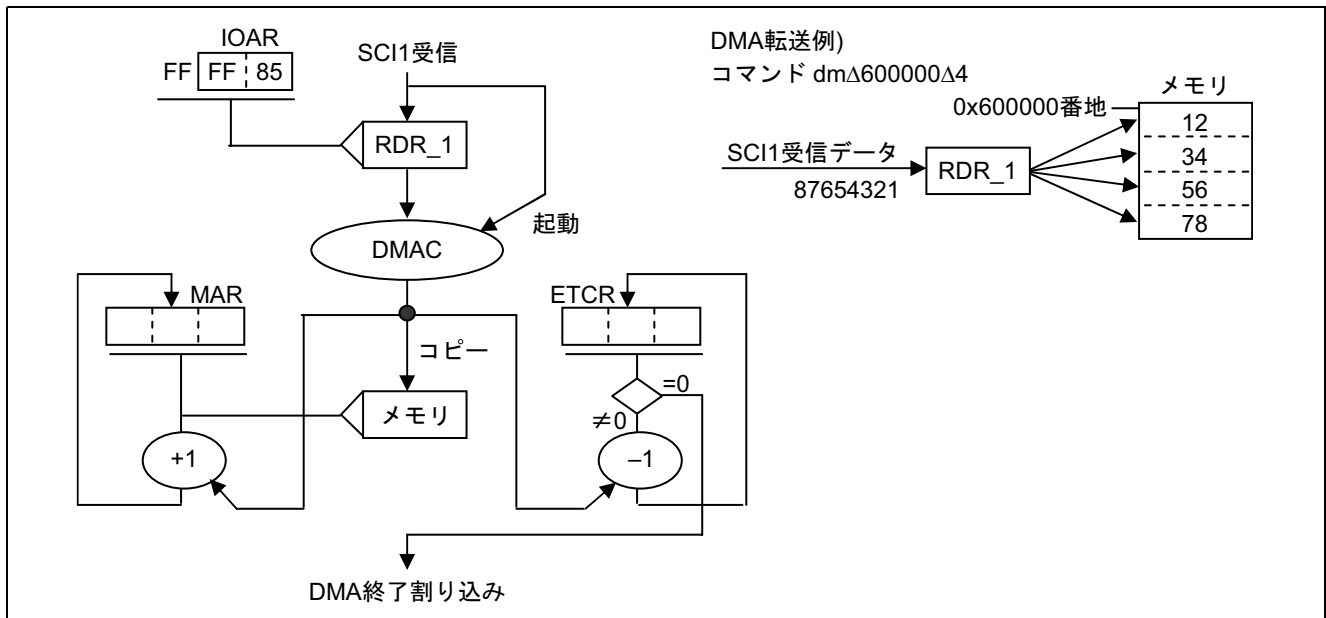 IOAR
FF FF 85
SCI1受信
RDR_1
DMAC
起動
MAR
ETCR
コピー
メモリ
=0
≠0
+1
–1
DMA終了割り込み
DMA転送例)
コマンド dmΔ600000Δ4
メモリ
0x600000番地
12
34
56
78
SCI1受信データ
87654321
RDR_1